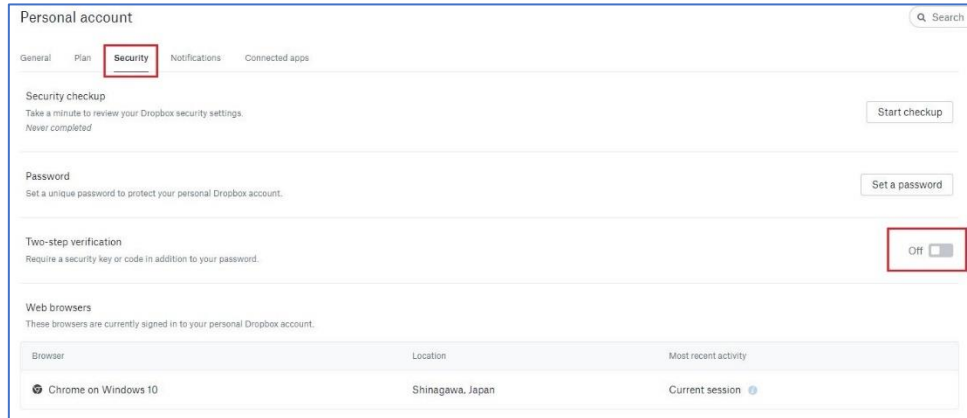 Personal account
Search
General Plan Security Notifications Connected apps
Security checkup
Take a minute to review your Dropbox security settings.
Never completed
Start checkup
Password
Set a unique password to protect your personal Dropbox account.
Set a password
Two-step verification
Require a security key or code in addition to your password.
Off
Web browsers
These browsers are currently signed in to your personal Dropbox account.
Browser Location Most recent activity
Chrome on Windows 10 Shinagawa, Japan Current session